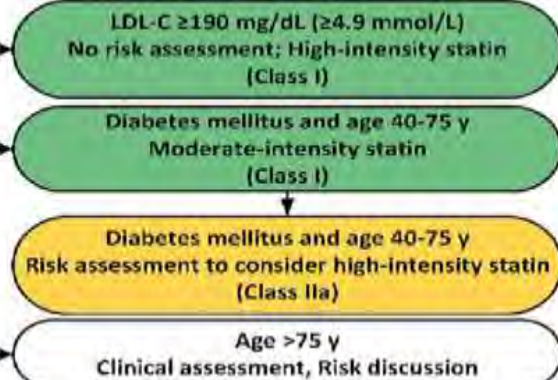 LDL-C ≥190 mg/dL (≥4.9 mmol/L)
No risk assessment; High-intensity statin
(Class I)
Diabetes mellitus and age 40-75 y
Moderate-intensity statin
(Class I)
Diabetes mellitus and age 40-75 y
Risk assessment to consider high-intensity statin
(Class IIa)
Age >75 y
Clinical assessment, Risk discussion